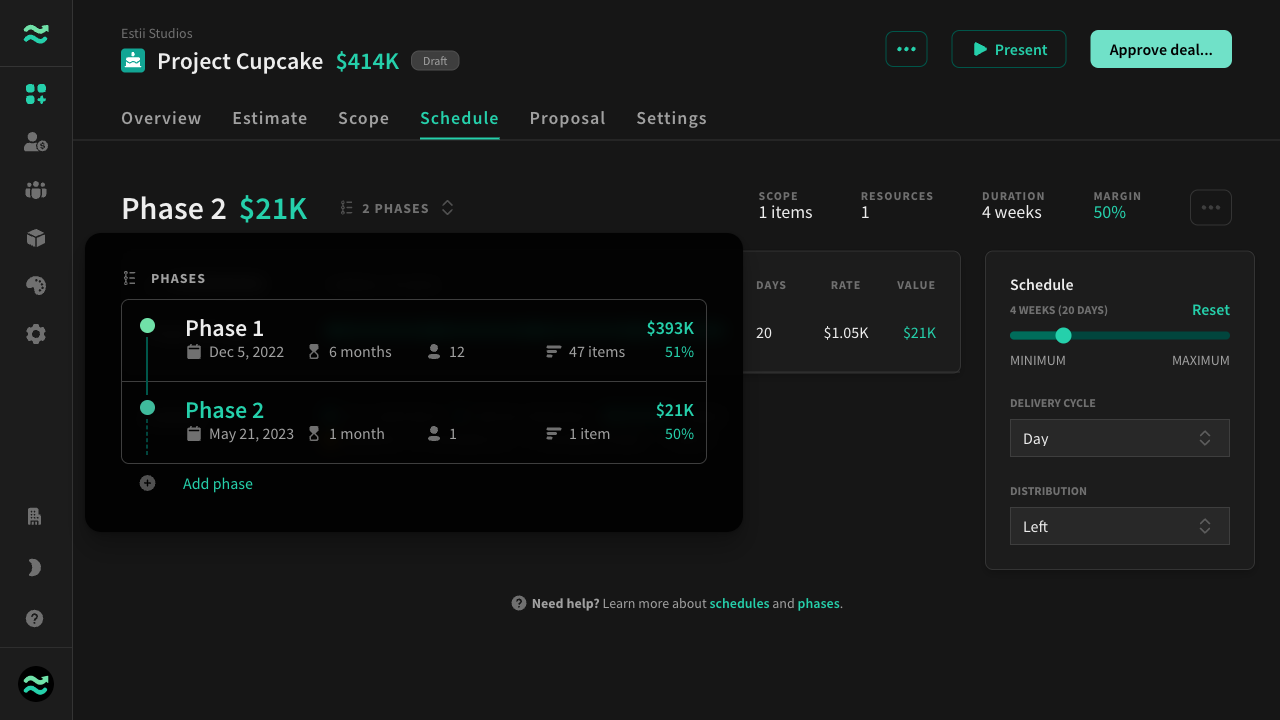 Estii Studios
Project Cupcake $414K Draft
Present
Approve deal...
Overview Estimate Scope Schedule Proposal Settings
Phase 2 $21K 2 PHASES
SCOPE RESOURCES DURATION MARGIN
1 items 1 4 weeks 50%
PHASES
Phase 1 $393K
Dec 5, 2022 6 months 12 47 items 51%
Phase 2 $21K
May 21, 2023 1 month 1 1 item 50%
Add phase
DAYS RATE VALUE
20 $1.05K $21K
Schedule
4 WEEKS (20 DAYS) Reset
MINIMUM MAXIMUM
DELIVERY CYCLE
Day
DISTRIBUTION
Left
Need help? Learn more about schedules and phases.